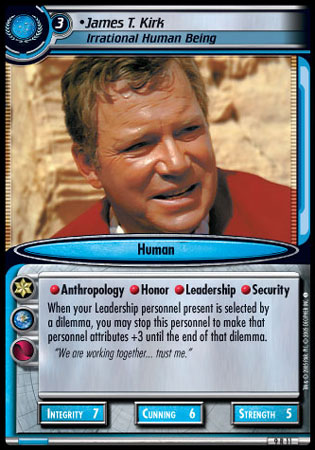 3
•James T. Kirk
Irrational Human Being
Human
Anthropology Honor Leadership Security
When your Leadership personnel present is selected by
a dilemma, you may stop this personnel to make that
personnel attributes +3 until the end of that dilemma.
"We are working together... trust me."
INTEGRITY 7 CUNNING 6 STRENGTH 5
9 R 11